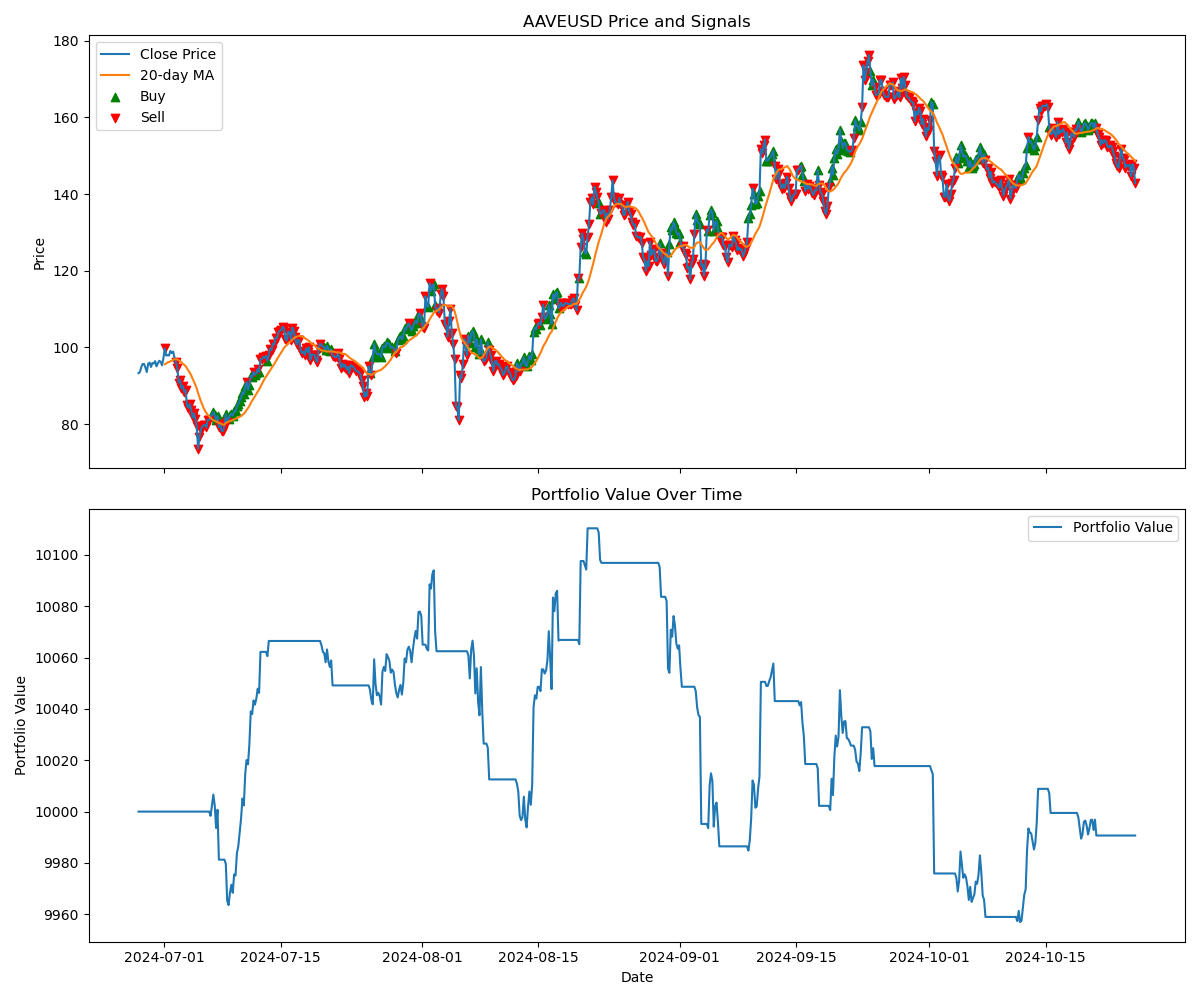 AAVEUSD Price and Signals
Close Price
20-day MA
Buy
Sell
180
160
140
120
100
80
Price
Portfolio Value Over Time
Portfolio Value
10100
10080
10060
10040
10020
10000
9980
9960
Portfolio Value
2024-07-01
2024-07-15
2024-08-01
2024-08-15
2024-09-01
2024-09-15
2024-10-01
2024-10-15
Date